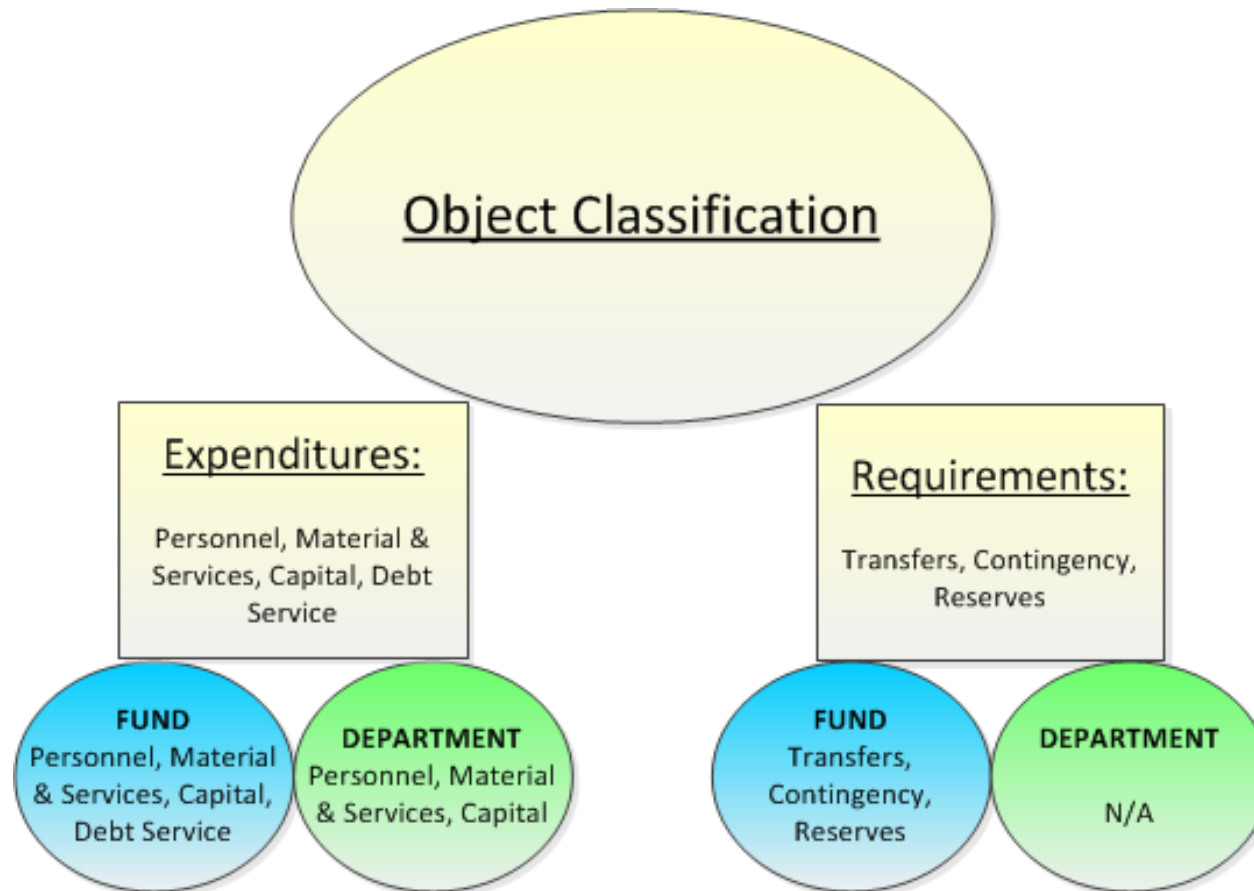 Object Classification
Expenditures:
Personnel, Material &
Services, Capital, Debt
Service
Requirements:
Transfers, Contingency,
Reserves
FUND
Personnel, Material
& Services, Capital,
Debt Service
DEPARTMENT
Personnel, Material
& Services, Capital
FUND
Transfers,
Contingency,
Reserves
DEPARTMENT
N/A